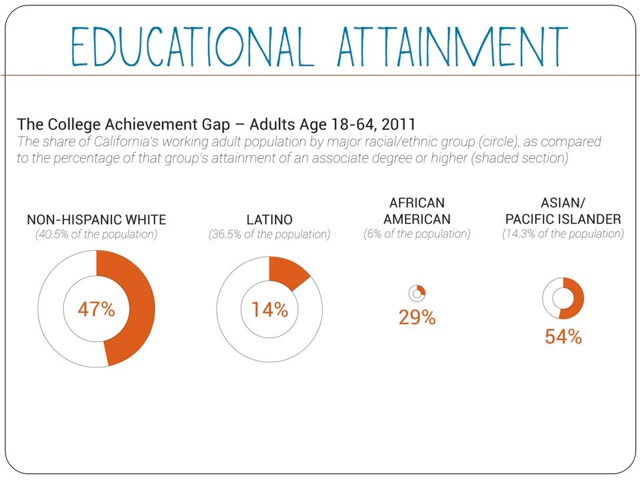 EDUCATIONAL ATTAINMENT
The College Achievement Gap – Adults Age 18-64, 2011
The share of California's working adult population by major racial/ethnic group (circle), as compared
to the percentage of that group's attainment of an associate degree or higher (shaded section)
NON-HISPANIC WHITE
(40.5% of the population)
47%
LATINO
(36.5% of the population)
14%
AFRICAN
AMERICAN
(6% of the population)
29%
ASIAN/
PACIFIC ISLANDER
(14.3% of the population)
54%